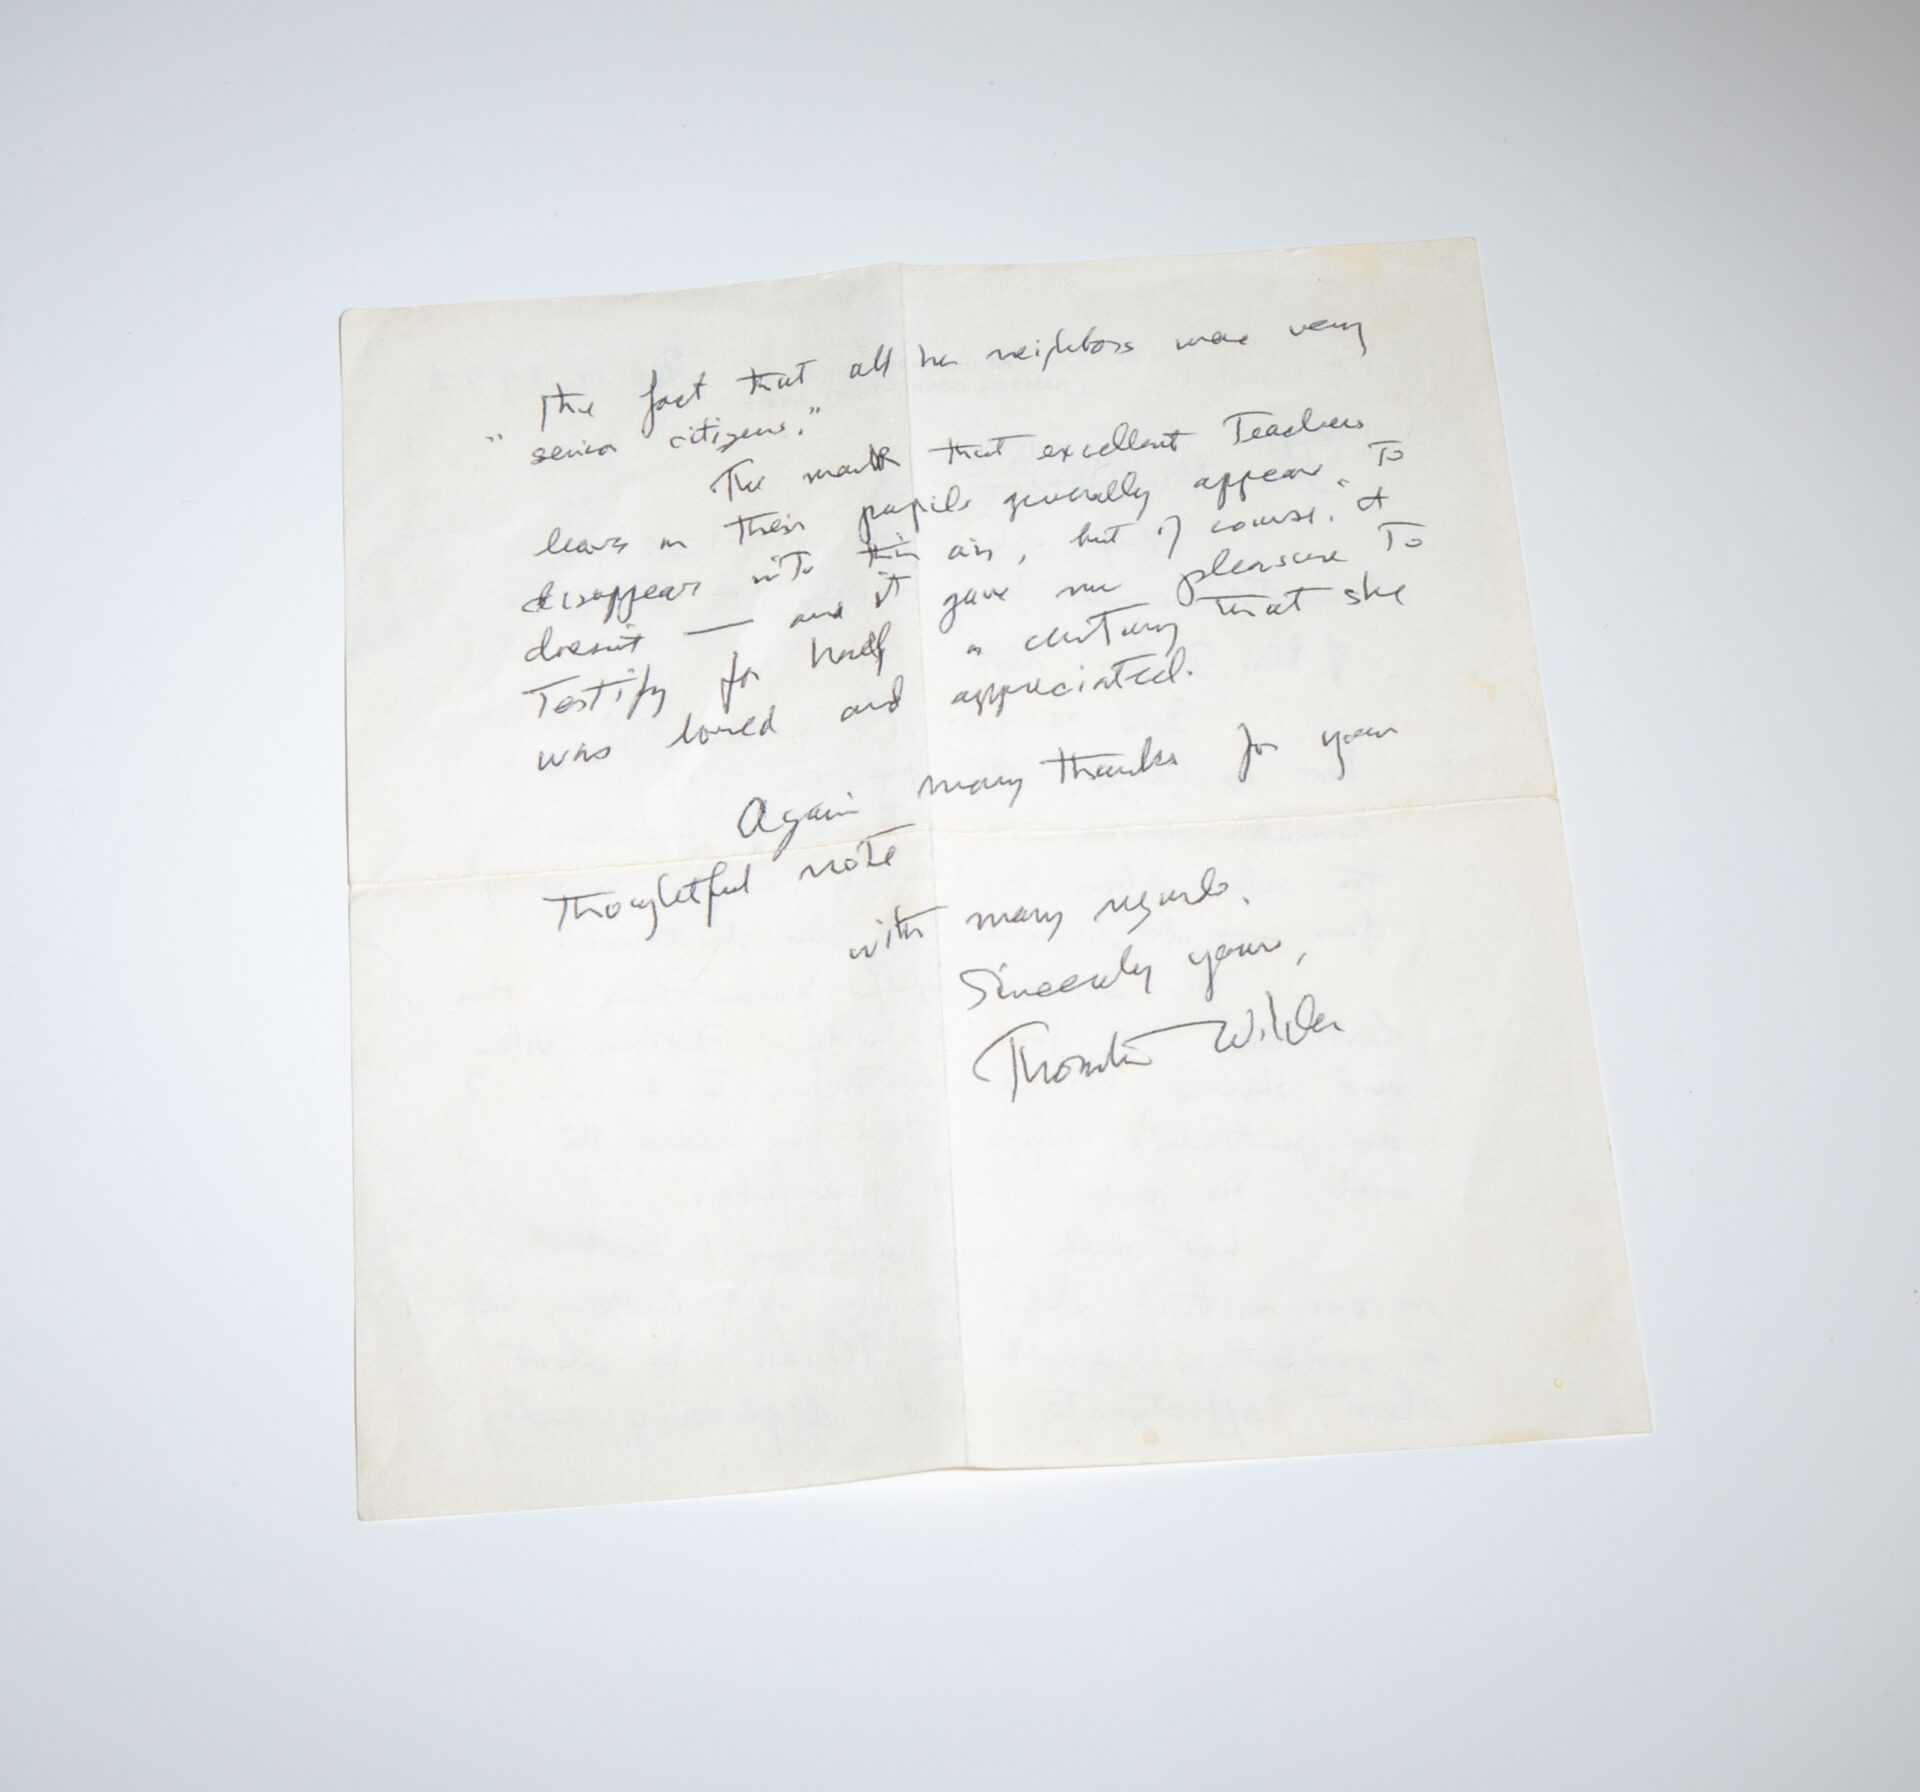 the fact that all her neighbors were very
"senior citizens."
The mark that excellent Teachers
leave on their pupils generally appears To
disappear into thin air, but of course it
doesn't — and it gave me pleasure To
Testify for half a century that she
was loved and appreciated.
Again many thanks for your
Thoughtful note
with many regards.
Sincerely yours,
Thornton Wilder